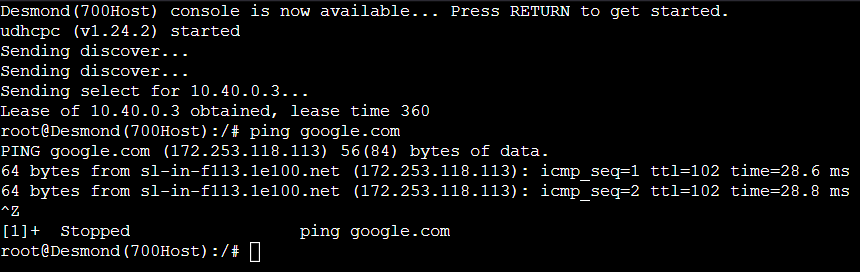 Desmond(700Host) console is now available... Press RETURN to get started.
udhcpc (v1.24.2) started
Sending discover...
Sending discover...
Sending select for 10.40.0.3...
Lease of 10.40.0.3 obtained, lease time 360
root@Desmond(700Host):/# ping google.com
PING google.com (172.253.118.113) 56(84) bytes of data.
64 bytes from sl-in-f113.1e100.net (172.253.118.113): icmp_seq=1 ttl=102 time=28.6 ms
64 bytes from sl-in-f113.1e100.net (172.253.118.113): icmp_seq=2 ttl=102 time=28.8 ms
^Z
[1]+  Stopped                 ping google.com
root@Desmond(700Host):/#